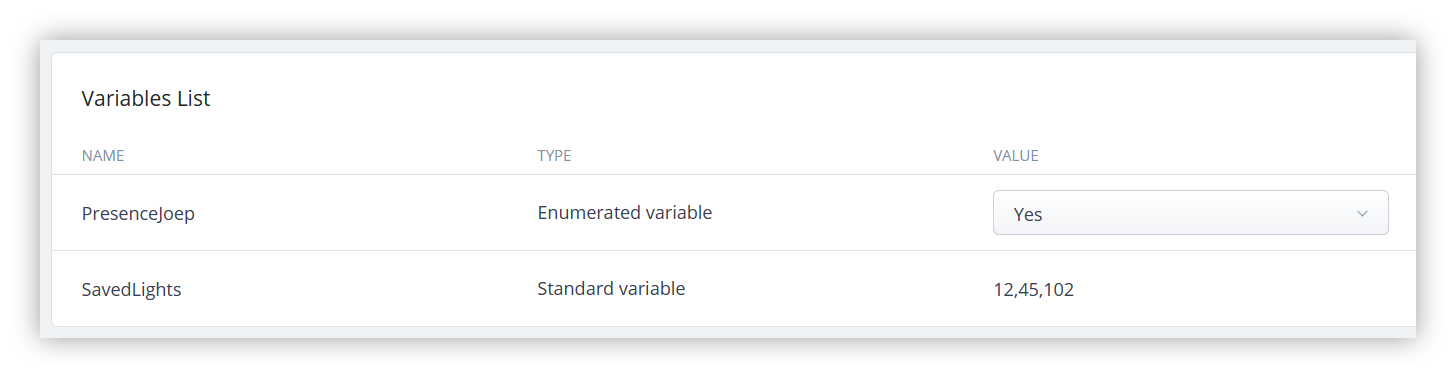 Variables List
NAME TYPE VALUE
PresenceJoep Enumerated variable Yes
SavedLights Standard variable 12,45,102